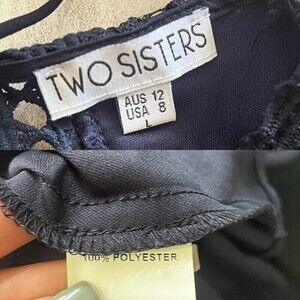 TWO SISTERS
AUS 12
USA 8
L
100% POLYESTER